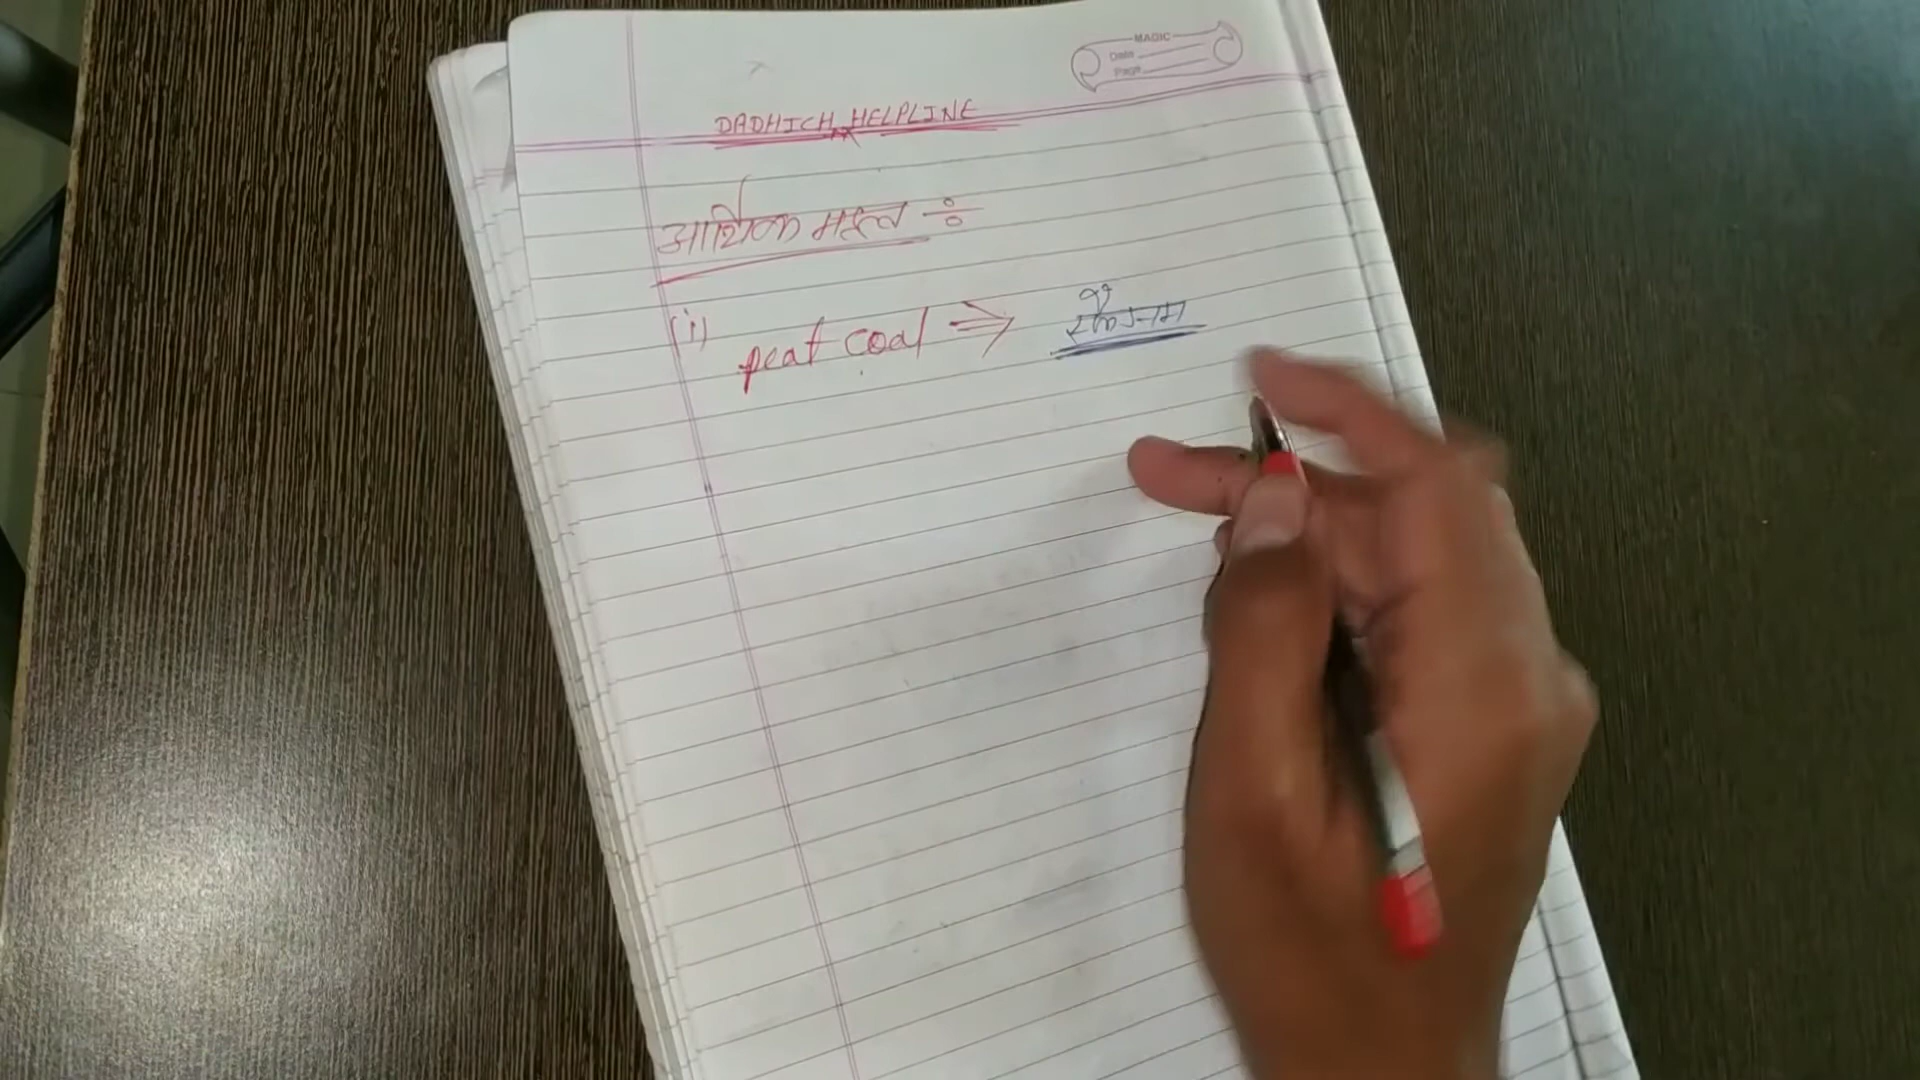 MAGIC
Date
Page
DADHICH HELPLINE
आर्थिक महत्व ÷
(i) peat coal ⇒